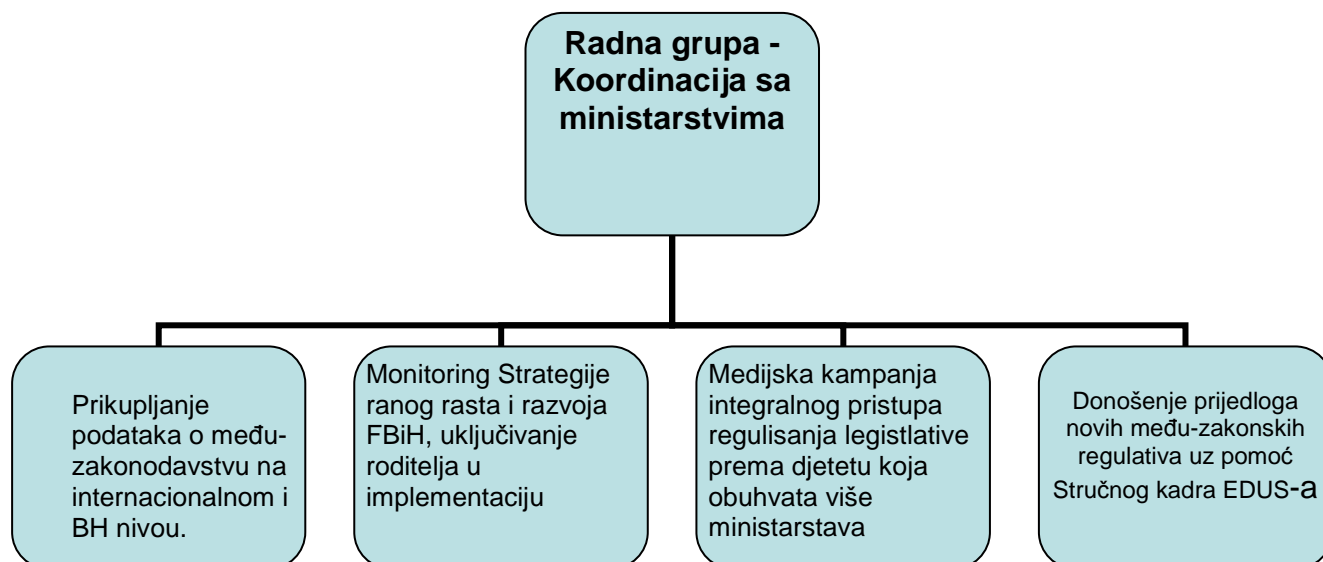 Radna grupa -
Koordinacija sa
ministarstvima
Prikupljanje
podataka o među-
zakonodavstvu na
internacionalnom i
BH nivou.
Monitoring Strategije
ranog rasta i razvoja
FBiH, uključivanje
roditelja u
implementaciju
Medijska kampanja
integralnog pristupa
regulisanja legistlative
prema djetetu koja
obuhvata više
ministarstava
Donošenje prijedloga
novih među-zakonskih
regulativa uz pomoć
Stručnog kadra EDUS-a